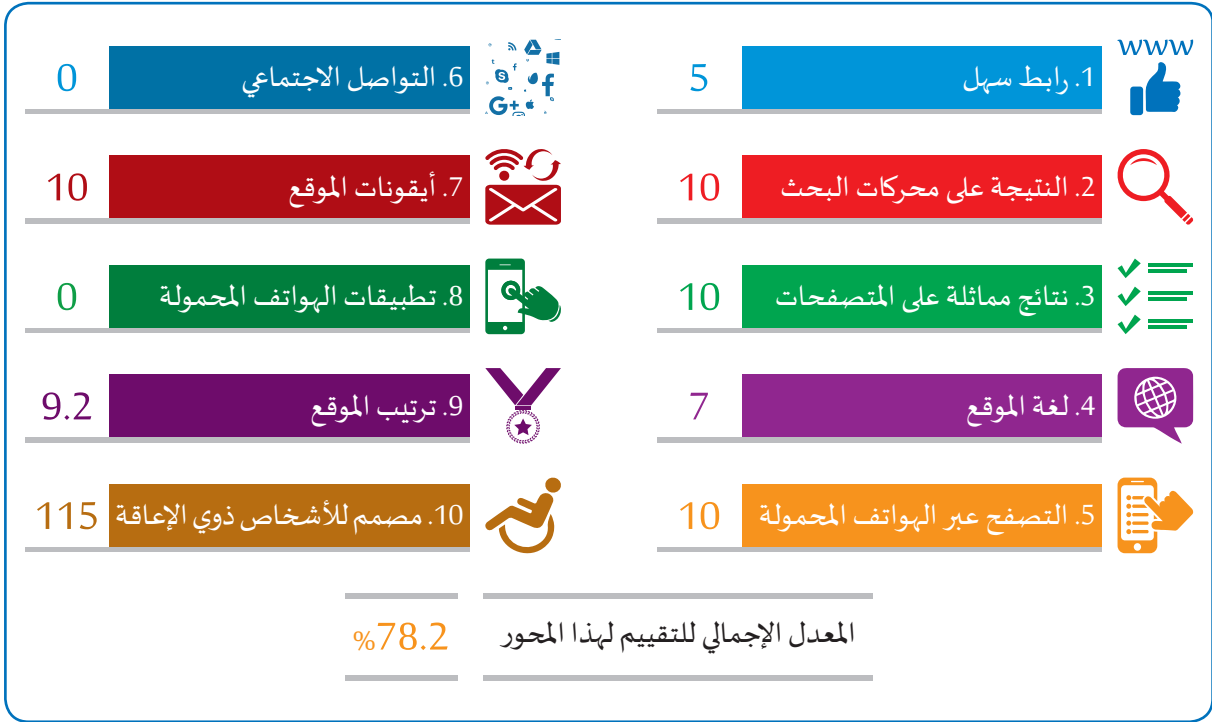 www
1. رابط سهل
5
2. النتيجة على محركات البحث
10
3. نتائج مماثلة على المتصفحات
10
4. لغة الموقع
7
5. التصفح عبر الهواتف المحمولة
10
6. التواصل الاجتماعي
0
7. أيقونات الموقع
10
8. تطبيقات الهواتف المحمولة
0
9. ترتيب الموقع
9.2
10. مصمم للأشخاص ذوي الإعاقة
115
المعدل الإجمالي للتقييم لهذا المحور
%78.2